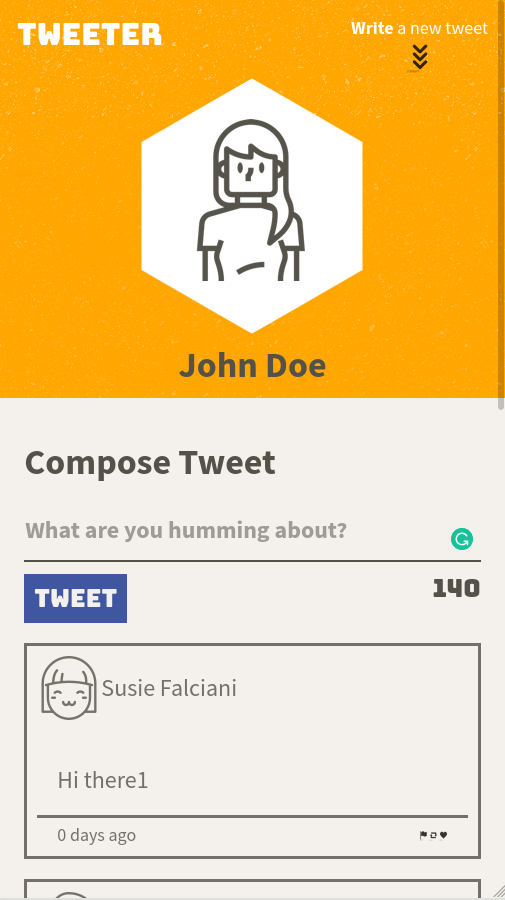 TWEETER
Write a new tweet
John Doe
Compose Tweet
What are you humming about?
TWEET
140
Susie Falciani
Hi there1
0 days ago